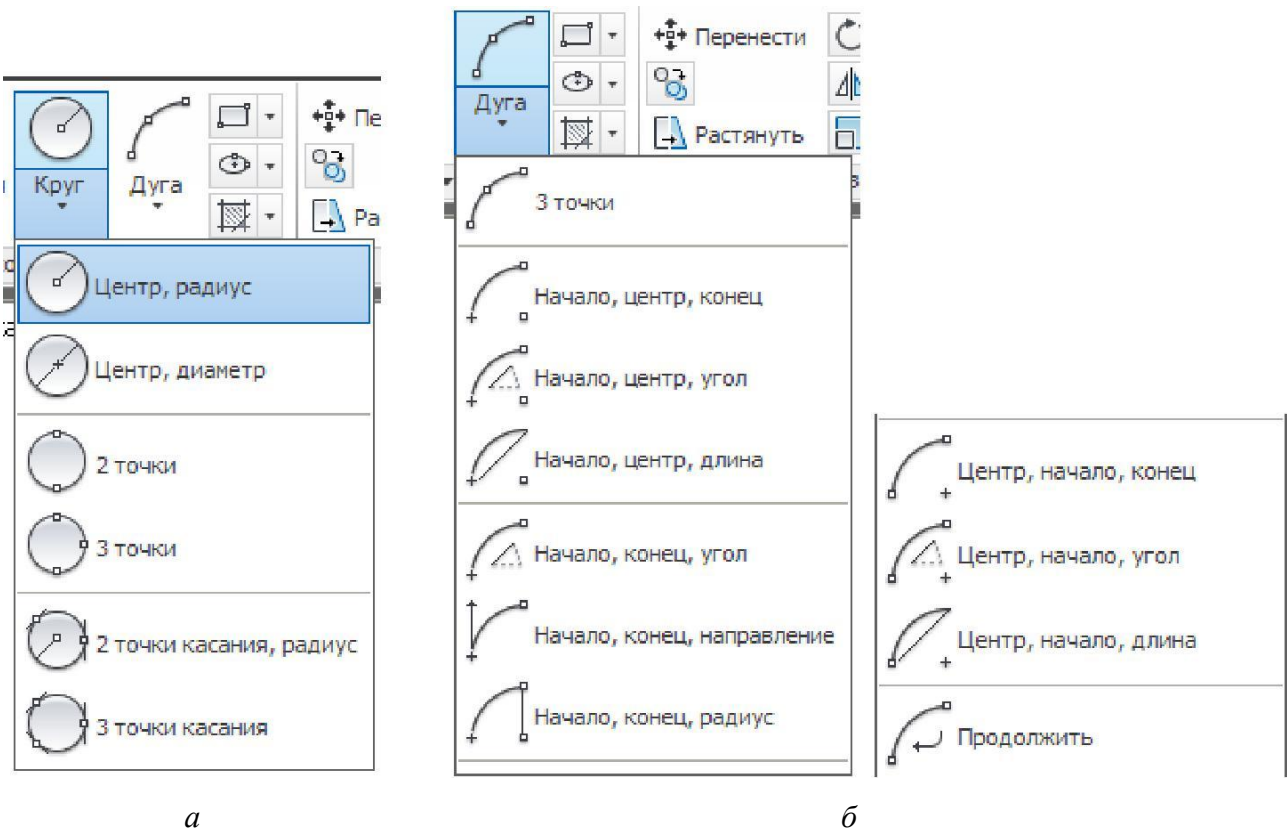 Круг
Дуга
Пе
Ра
Центр, радиус
Центр, диаметр
2 точки
3 точки
2 точки касания, радиус
3 точки касания
а
Дуга
Перенести
Растянуть
3 точки
Начало, центр, конец
Начало, центр, угол
Начало, центр, длина
Начало, конец, угол
Начало, конец, направление
Начало, конец, радиус
Центр, начало, конец
Центр, начало, угол
Центр, начало, длина
Продолжить
б